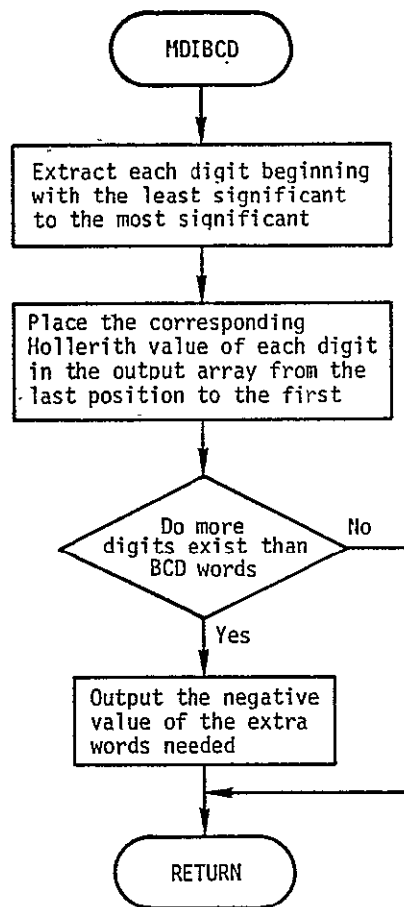 MDIBCD
Extract each digit beginning
with the least significant
to the most significant
Place the corresponding
Hollerith value of each digit
in the output array from the
last position to the first
Do more
digits exist than
BCD words
No
Yes
Output the negative
value of the extra
words needed
RETURN